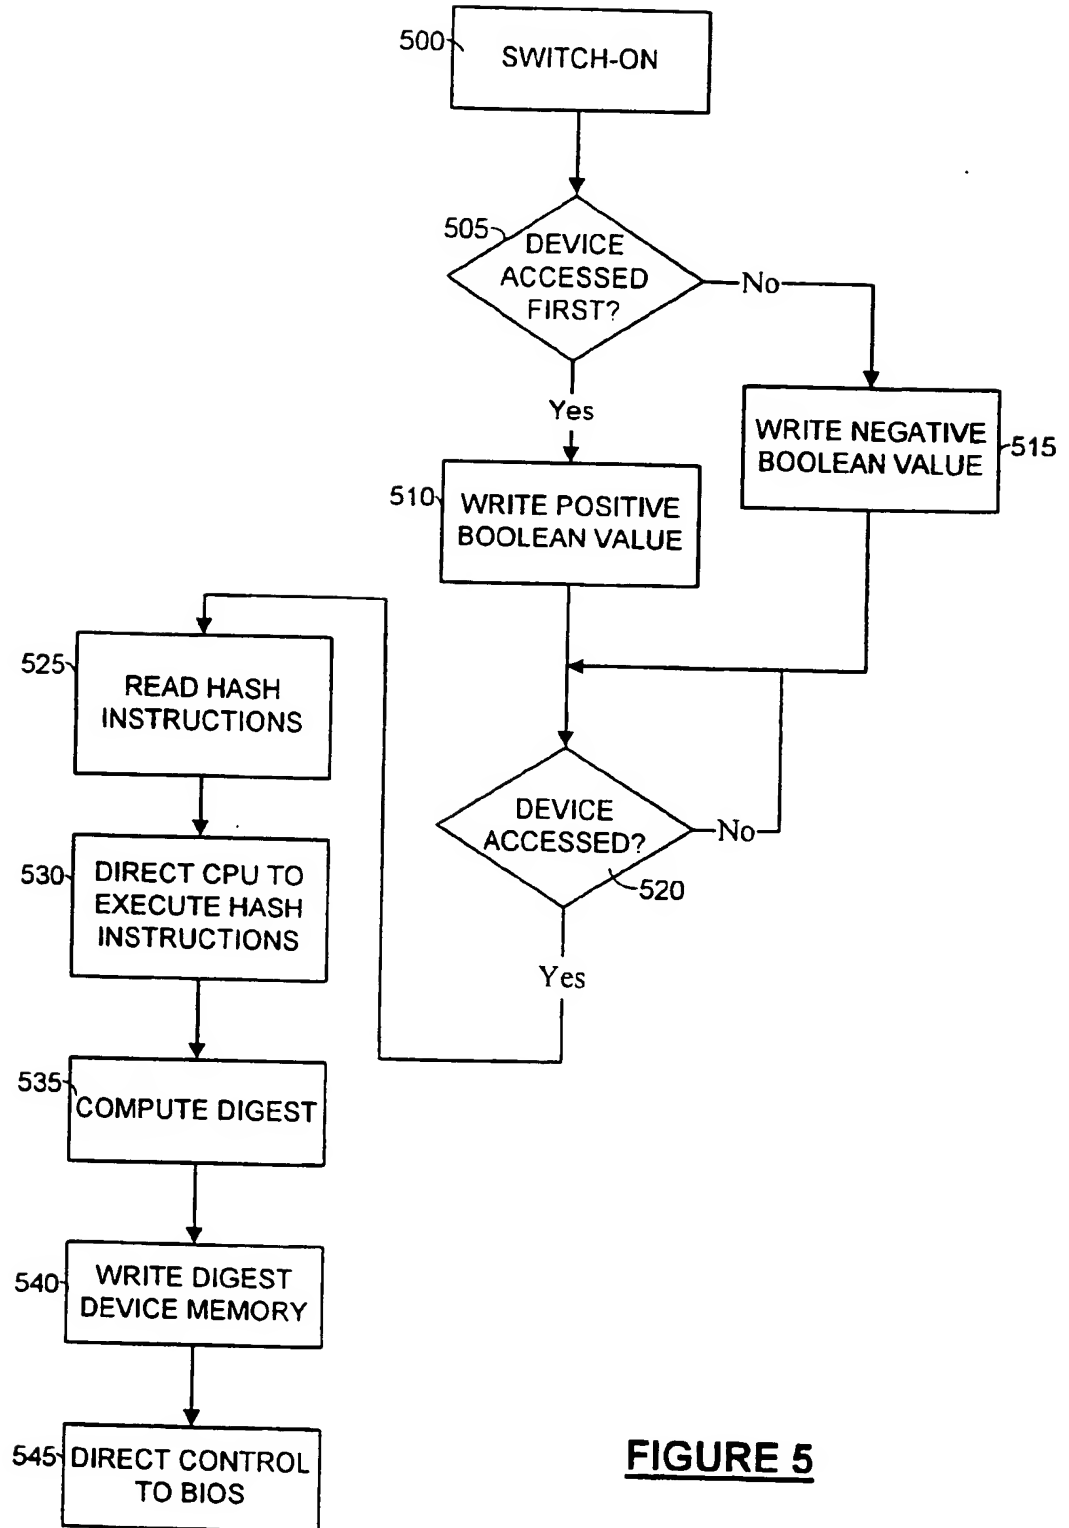 500
SWITCH-ON
505
DEVICE
ACCESSED
FIRST?
No
Yes
WRITE NEGATIVE
BOOLEAN VALUE
515
510
WRITE POSITIVE
BOOLEAN VALUE
525
READ HASH
INSTRUCTIONS
DEVICE
ACCESSED?
No
520
Yes
530
DIRECT CPU TO
EXECUTE HASH
INSTRUCTIONS
535
COMPUTE DIGEST
540
WRITE DIGEST
DEVICE MEMORY
545
DIRECT CONTROL
TO BIOS
FIGURE 5